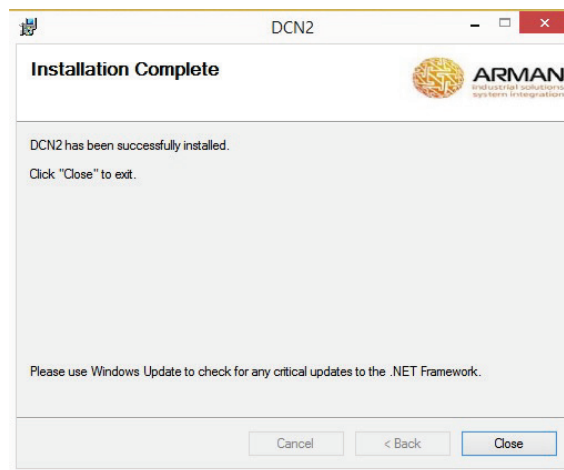 DCN2
Installation Complete
ARMAN
industrial solutions
system integration
DCN2 has been successfully installed.
Click "Close" to exit.
Please use Windows Update to check for any critical updates to the .NET Framework.
Cancel
< Back
Close